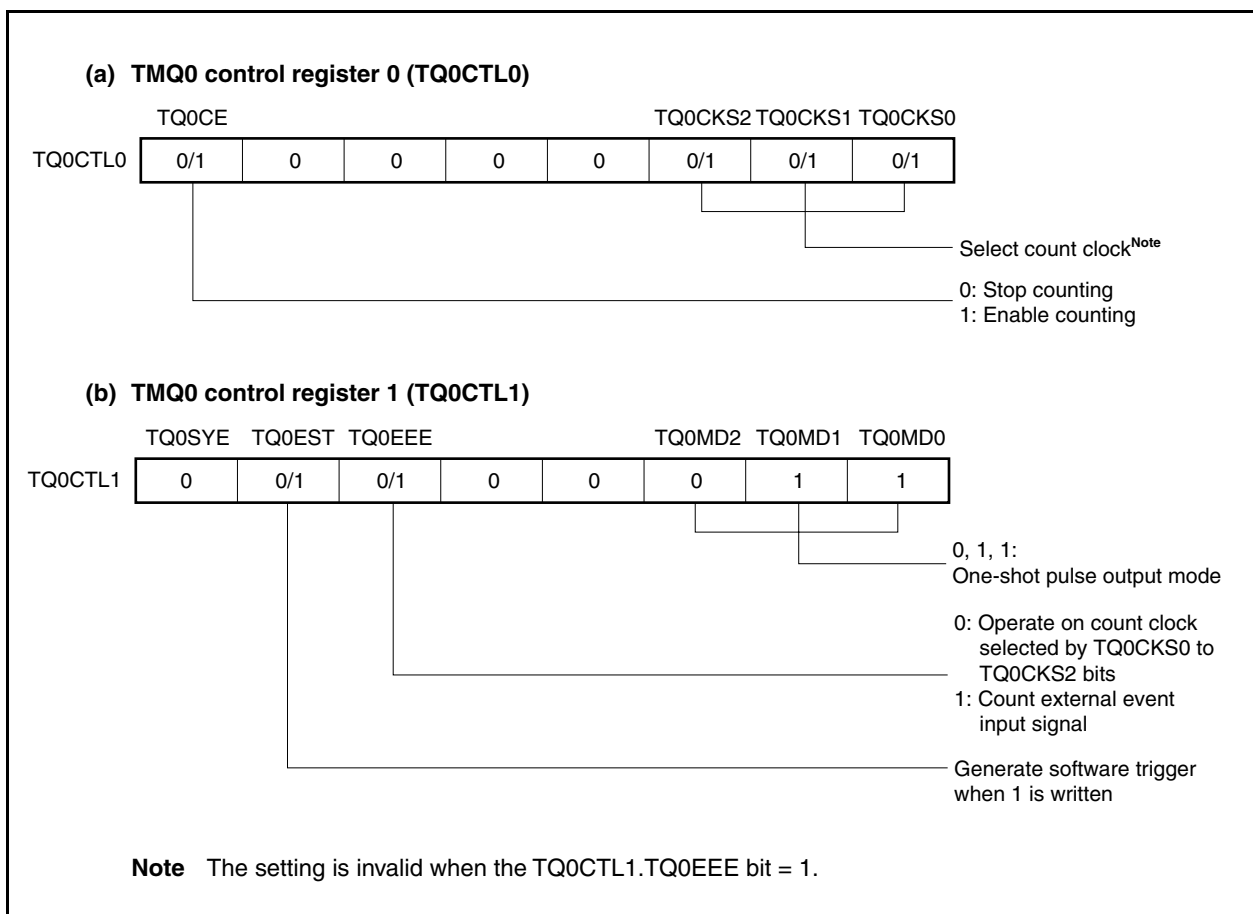 (a) TMQ0 control register 0 (TQ0CTL0)
TQ0CE TQ0CKS2 TQ0CKS1 TQ0CKS0
TQ0CTL0 0/1 0 0 0 0 0/1 0/1 0/1
Select count clockNote
0: Stop counting
1: Enable counting
(b) TMQ0 control register 1 (TQ0CTL1)
TQ0SYE TQ0EST TQ0EEE TQ0MD2 TQ0MD1 TQ0MD0
TQ0CTL1 0 0/1 0/1 0 0 0 1 1
0, 1, 1:
One-shot pulse output mode
0: Operate on count clock
selected by TQ0CKS0 to
TQ0CKS2 bits
1: Count external event
input signal
Generate software trigger
when 1 is written
Note The setting is invalid when the TQ0CTL1.TQ0EEE bit = 1.